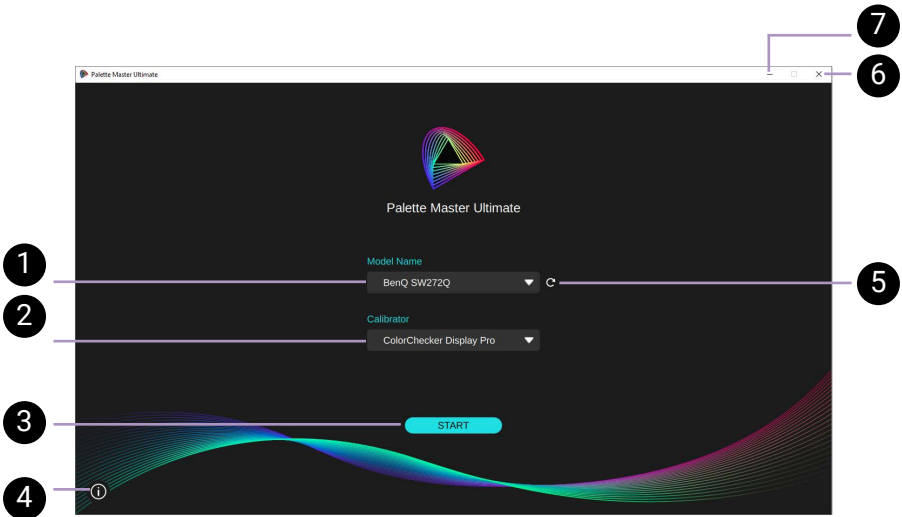 7
Palette Master Ultimate
6
Palette Master Ultimate
1
Model Name
BenQ SW272Q
5
2
Calibrator
ColorChecker Display Pro
3
START
4